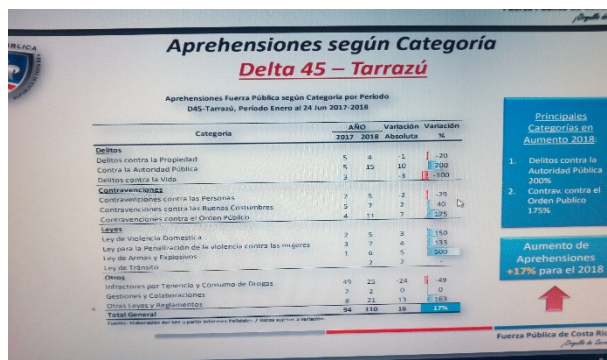 BLICA
Aprehensiones según Categoría
Delta 45 – Tarrazú
Aprehensiones Fuerza Pública según Categoría por Período
D45-Tarrazú, Período Enero al 24 Jun 2017-2018
Categoría AÑO Variación Variación
2017 2018 Absoluta %
Delitos
Delitos contra la Propiedad 5 4 -1 -20
Contra la Autoridad Pública 5 15 10 200
Delitos contra la Vida 3 -3 -100
Contravenciones
Contravenciones contra las Personas 7 5 -2 -29
Contravenciones contra las Buenas Costumbres 5 7 2 40
Contravenciones contra el Orden Público 4 11 7 175
Leyes
Ley de Violencia Domestica 2 5 3 150
Ley para la Penalización de la violencia contra las mujeres 3 7 4 133
Ley de Armas y Explosivos 1 6 5 500
Ley de Tránsito 2 2 -
Otros
Infractores por Tenencia y Consumo de Drogas 49 25 -24 -49
Gestiones y Colaboraciones 2 2 0 0
Otras Leyes y Reglamentos 8 21 13 163
Total General 94 110 16 17%
Principales
Categorías en
Aumento 2018:
1. Delitos contra la
Autoridad Pública
200%
2. Contrav. contra el
Orden Publico
175%
Aumento de
Aprehensiones
+17% para el 2018
Fuerza Pública de Costa Ric